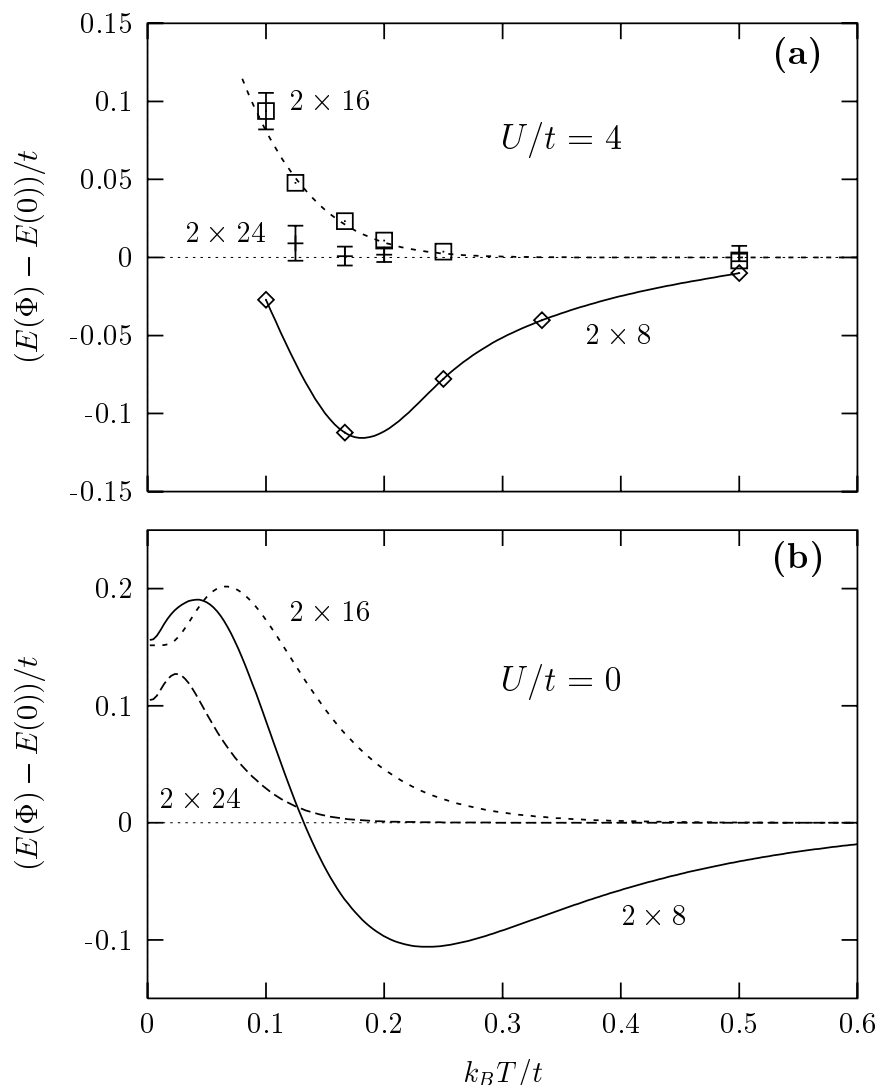 0.15
(a)
0.1
2 × 16
U/t = 4
0.05
2 × 24
0
(E(Φ) − E(0))/t
-0.05
2 × 8
-0.1
-0.15
(b)
0.2
2 × 16
U/t = 0
0.1
2 × 24
0
(E(Φ) − E(0))/t
2 × 8
-0.1
0 0.1 0.2 0.3 0.4 0.5 0.6
k_BT/t